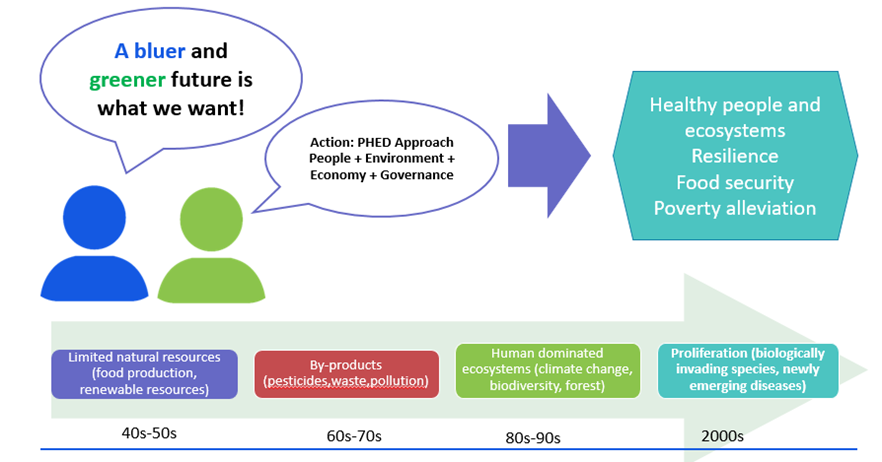 A bluer and
greener future is
what we want!
Action: PHED Approach
People + Environment +
Economy + Governance
Healthy people and
ecosystems
Resilience
Food security
Poverty alleviation
Limited natural resources
(food production,
renewable resources)
By-products
(pesticides,waste,pollution)
Human dominated
ecosystems (climate change,
biodiversity, forest)
Proliferation (biologically
invading species, newly
emerging diseases)
40s-50s
60s-70s
80s-90s
2000s